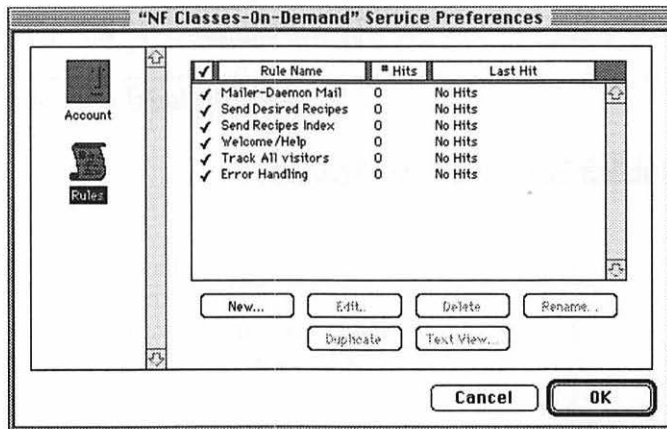 “NF Classes-On-Demand” Service Preferences
Account
Rules
✓ Rule Name # Hits Last Hit
✓ Mailer-Daemon Mail 0 No Hits
✓ Send Desired Recipes 0 No Hits
✓ Send Recipes Index 0 No Hits
✓ Welcome/Help 0 No Hits
✓ Track All visitors 0 No Hits
✓ Error Handling 0 No Hits
New... Edit.. Delete Rename..
Duplicate Text View...
Cancel OK